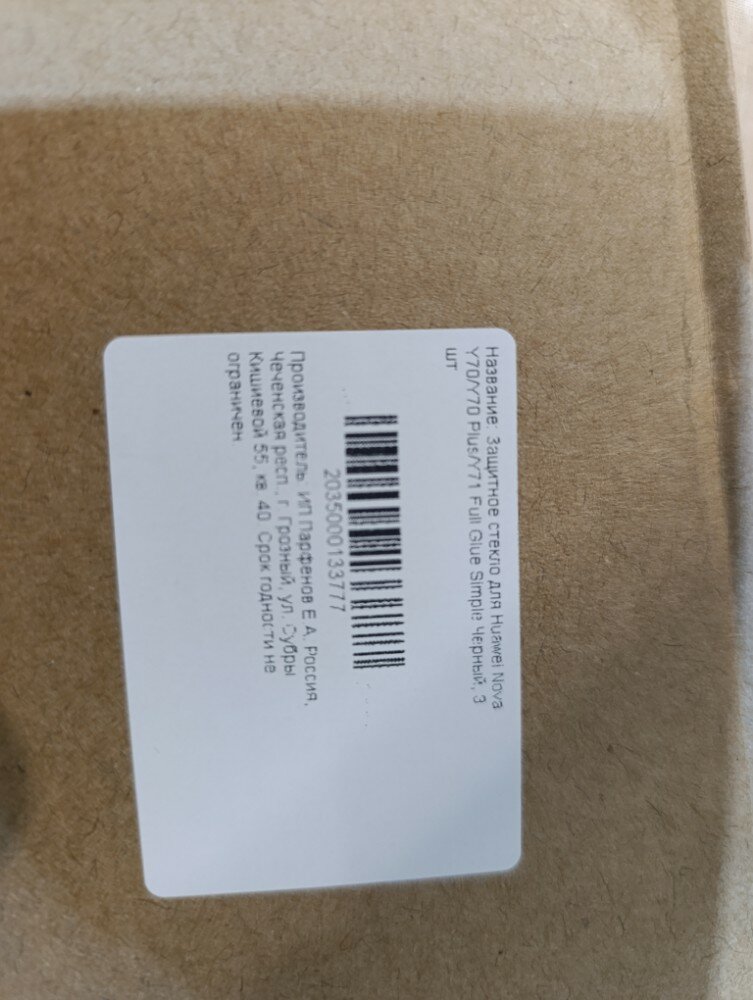 Название: Защитное стекло для Huawei Nova
Y70/Y70 Plus/Y71 Full Glue Simple Черный, 3
шт
2035000133777
Производитель: ИП Парфенов Е.А. Россия,
Чеченская респ., г. Грозный, ул. Субры
Кишиевой 55, кв. 40. Срок годности не
ограничен.